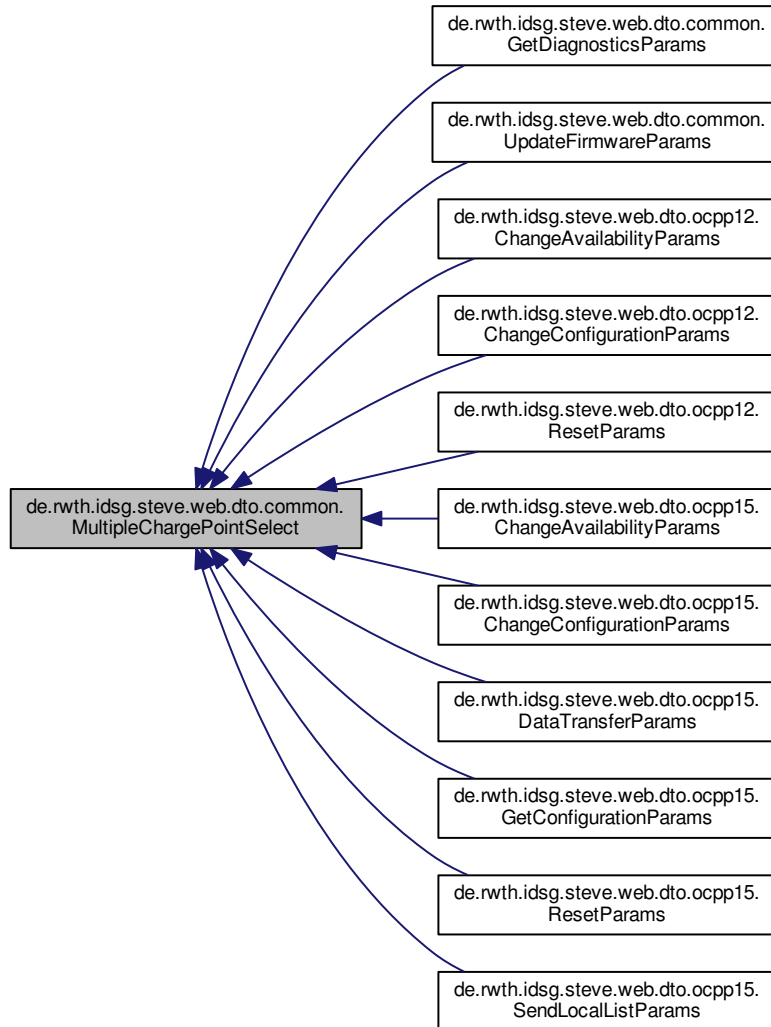 de.rwth.idsg.steve.web.dto.common.
GetDiagnosticsParams
de.rwth.idsg.steve.web.dto.common.
UpdateFirmwareParams
de.rwth.idsg.steve.web.dto.ocpp12.
ChangeAvailabilityParams
de.rwth.idsg.steve.web.dto.ocpp12.
ChangeConfigurationParams
de.rwth.idsg.steve.web.dto.ocpp12.
ResetParams
de.rwth.idsg.steve.web.dto.common.
MultipleChargePointSelect
de.rwth.idsg.steve.web.dto.ocpp15.
ChangeAvailabilityParams
de.rwth.idsg.steve.web.dto.ocpp15.
ChangeConfigurationParams
de.rwth.idsg.steve.web.dto.ocpp15.
DataTransferParams
de.rwth.idsg.steve.web.dto.ocpp15.
GetConfigurationParams
de.rwth.idsg.steve.web.dto.ocpp15.
ResetParams
de.rwth.idsg.steve.web.dto.ocpp15.
SendLocalListParams